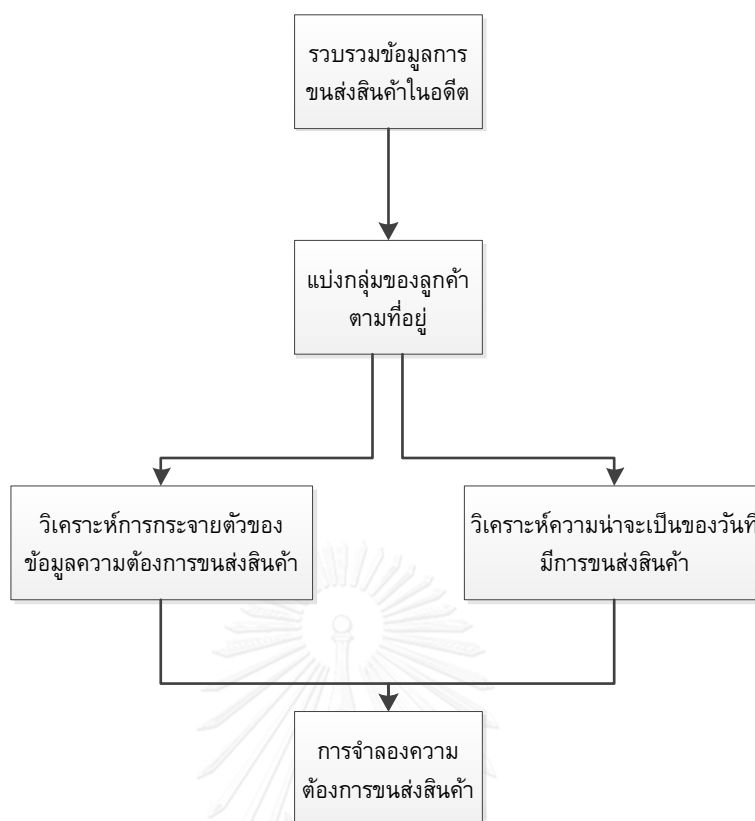 รวบรวมข้อมูลการ
ขนส่งสินค้าในอดีต
แบ่งกลุ่มของลูกค้า
ตามที่อยู่
วิเคราะห์การกระจายตัวของ
ข้อมูลความต้องการขนส่งสินค้า
วิเคราะห์ความน่าจะเป็นของวันที่
มีการขนส่งสินค้า
การจำลองความ
ต้องการขนส่งสินค้า